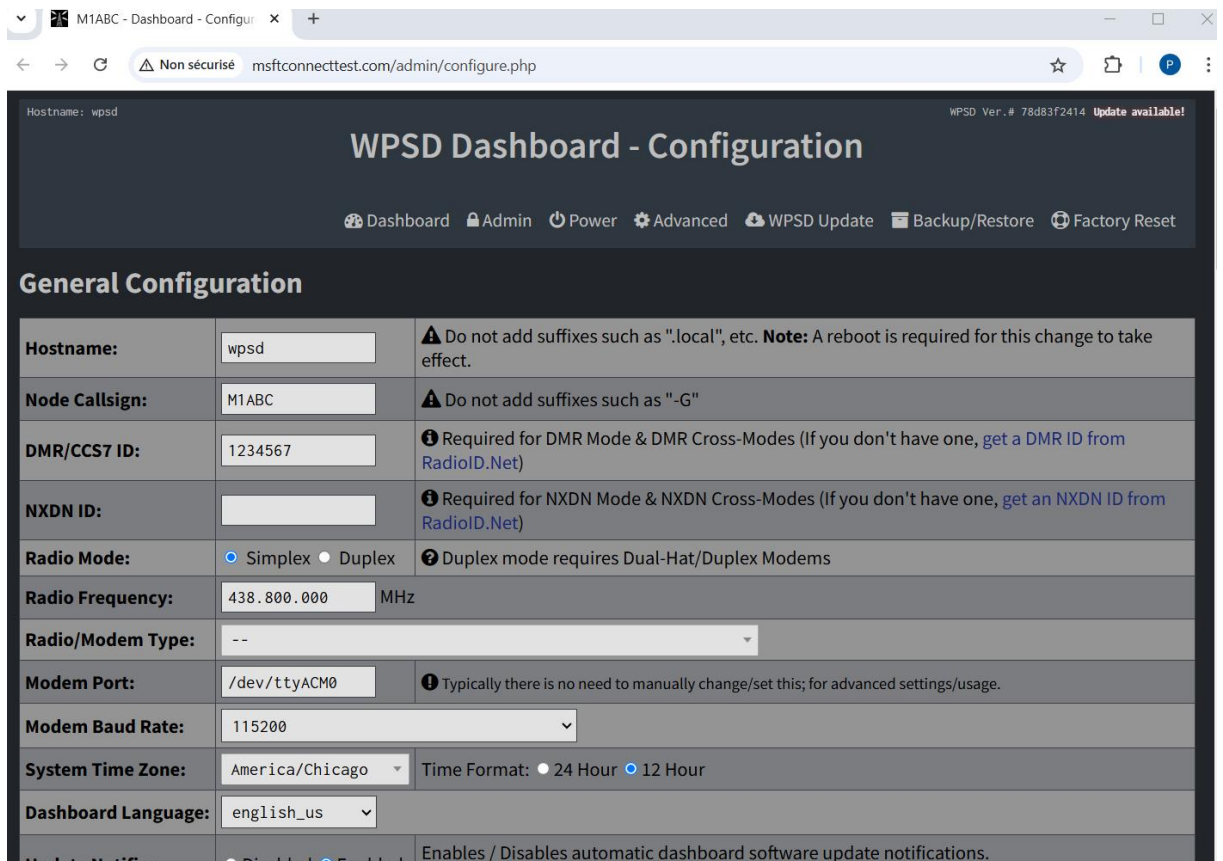 M1ABC - Dashboard - Configur
Non sécurisé msftconnecttest.com/admin/configure.php
P
Hostname: wpsd
WPSD Ver.# 78d83f2414 Update available!
WPSD Dashboard - Configuration
Dashboard Admin Power Advanced WPSD Update Backup/Restore Factory Reset
General Configuration
Hostname: wpsd Do not add suffixes such as ".local", etc. Note: A reboot is required for this change to take
effect.
Node Callsign: M1ABC Do not add suffixes such as "-G"
DMR/CCS7 ID: 1234567 Required for DMR Mode & DMR Cross-Modes (If you don't have one, get a DMR ID from
RadioID.Net)
NXDN ID: Required for NXDN Mode & NXDN Cross-Modes (If you don't have one, get an NXDN ID from
RadioID.Net)
Radio Mode: Simplex Duplex Duplex mode requires Dual-Hat/Duplex Modems
Radio Frequency: 438.800.000 MHz
Radio/Modem Type: --
Modem Port: /dev/ttyACM0 Typically there is no need to manually change/set this; for advanced settings/usage.
Modem Baud Rate: 115200
System Time Zone: America/Chicago Time Format: 24 Hour 12 Hour
Dashboard Language: english_us
Enables / Disables automatic dashboard software update notifications.